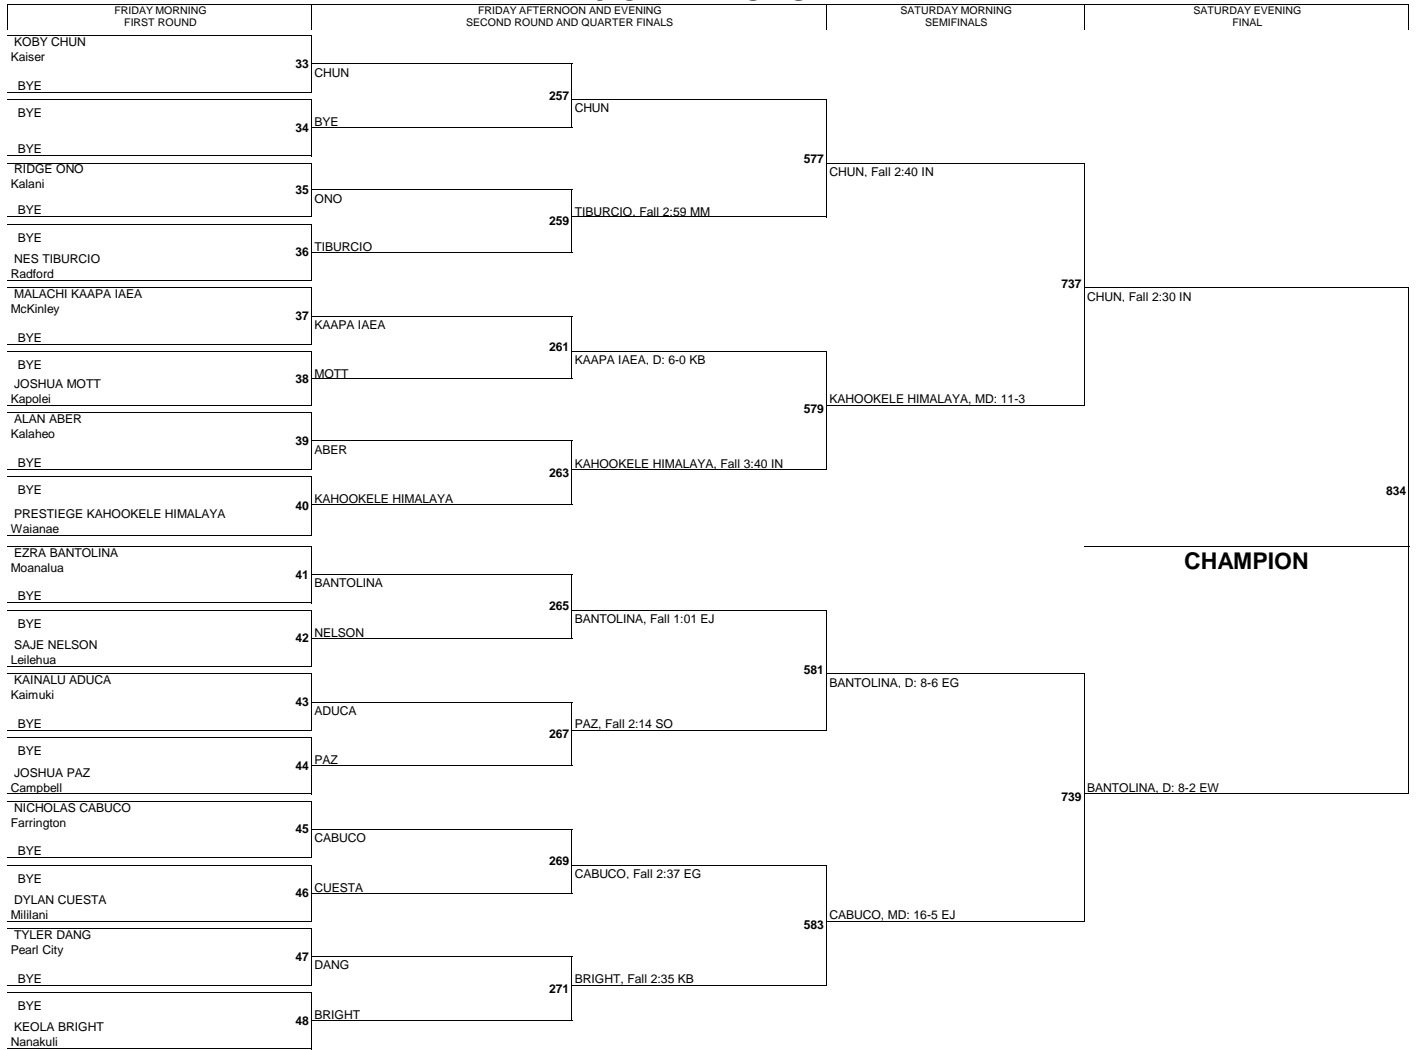 FRIDAY MORNING
FIRST ROUND
FRIDAY AFTERNOON AND EVENING
SECOND ROUND AND QUARTER FINALS
SATURDAY MORNING
SEMIFINALS
SATURDAY EVENING
FINAL
KOBY CHUN
Kaiser
33
BYE
CHUN
257
CHUN
BYE
34
BYE
BYE
577
CHUN, Fall 2:40 IN
RIDGE ONO
Kalani
35
BYE
ONO
259
TIBURCIO, Fall 2:59 MM
BYE
36
TIBURCIO
NES TIBURCIO
Radford
737
CHUN, Fall 2:30 IN
MALACHI KAAPA IAEA
McKinley
37
BYE
KAAPA IAEA
261
KAAPA IAEA, D: 6-0 KB
BYE
38
MOTT
JOSHUA MOTT
Kapolei
579
KAHOOKELE HIMALAYA, MD: 11-3
ALAN ABER
Kalaheo
39
BYE
ABER
263
KAHOOKELE HIMALAYA, Fall 3:40 IN
BYE
40
KAHOOKELE HIMALAYA
PRESTIEGE KAHOOKELE HIMALAYA
Waianae
834
CHAMPION
EZRA BANTOLINA
Moanalua
41
BYE
BANTOLINA
265
BANTOLINA, Fall 1:01 EJ
BYE
42
NELSON
SAJE NELSON
Leilehua
581
BANTOLINA, D: 8-6 EG
KAINALU ADUCA
Kaimuki
43
BYE
ADUCA
267
PAZ, Fall 2:14 SO
BYE
44
PAZ
JOSHUA PAZ
Campbell
739
BANTOLINA, D: 8-2 EW
NICHOLAS CABUCO
Farrington
45
BYE
CABUCO
269
CABUCO, Fall 2:37 EG
BYE
46
CUESTA
DYLAN CUESTA
Mililani
583
CABUCO, MD: 16-5 EJ
TYLER DANG
Pearl City
47
BYE
DANG
271
BRIGHT, Fall 2:35 KB
BYE
48
BRIGHT
KEOLA BRIGHT
Nanakuli